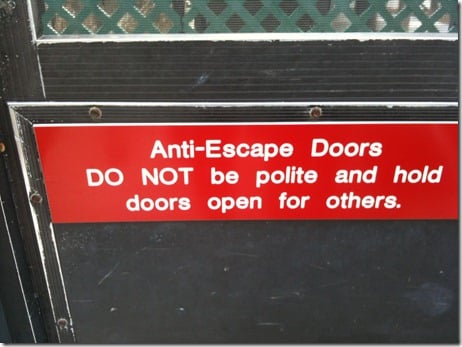 Anti-Escape Doors
DO NOT be polite and hold
doors open for others.